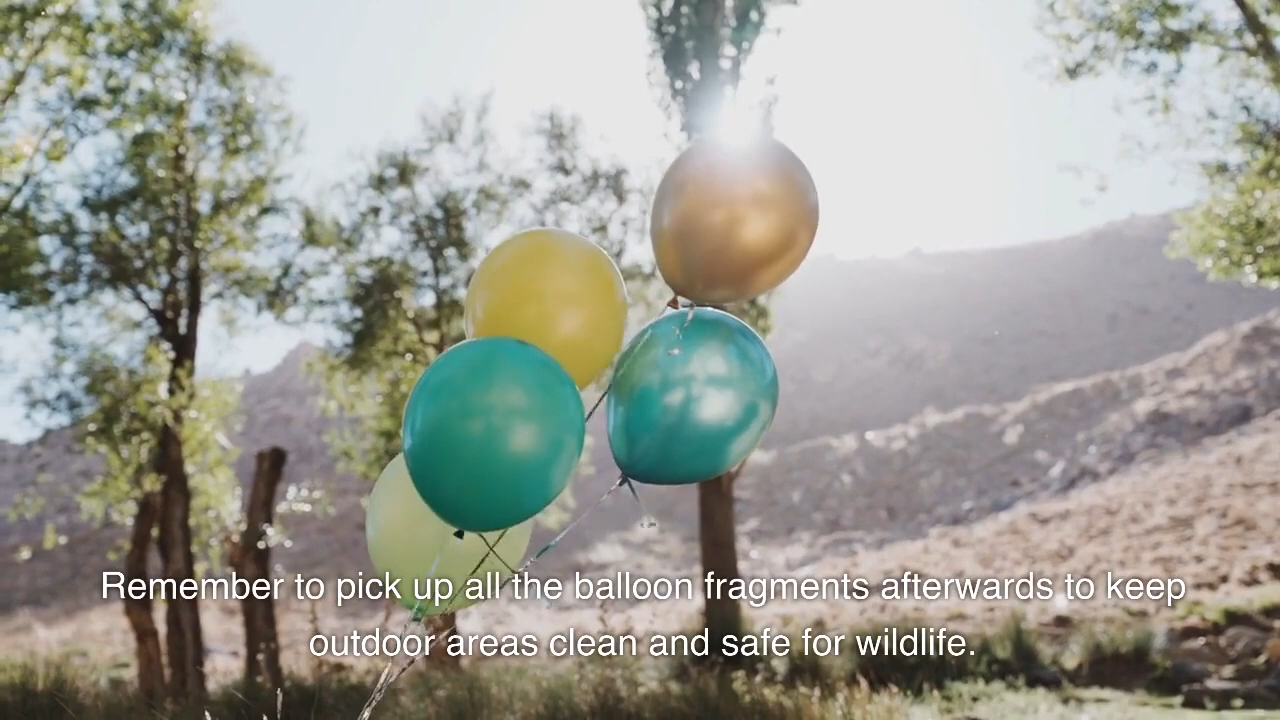 Remember to pick up all the balloon fragments afterwards to keep
outdoor areas clean and safe for wildlife.